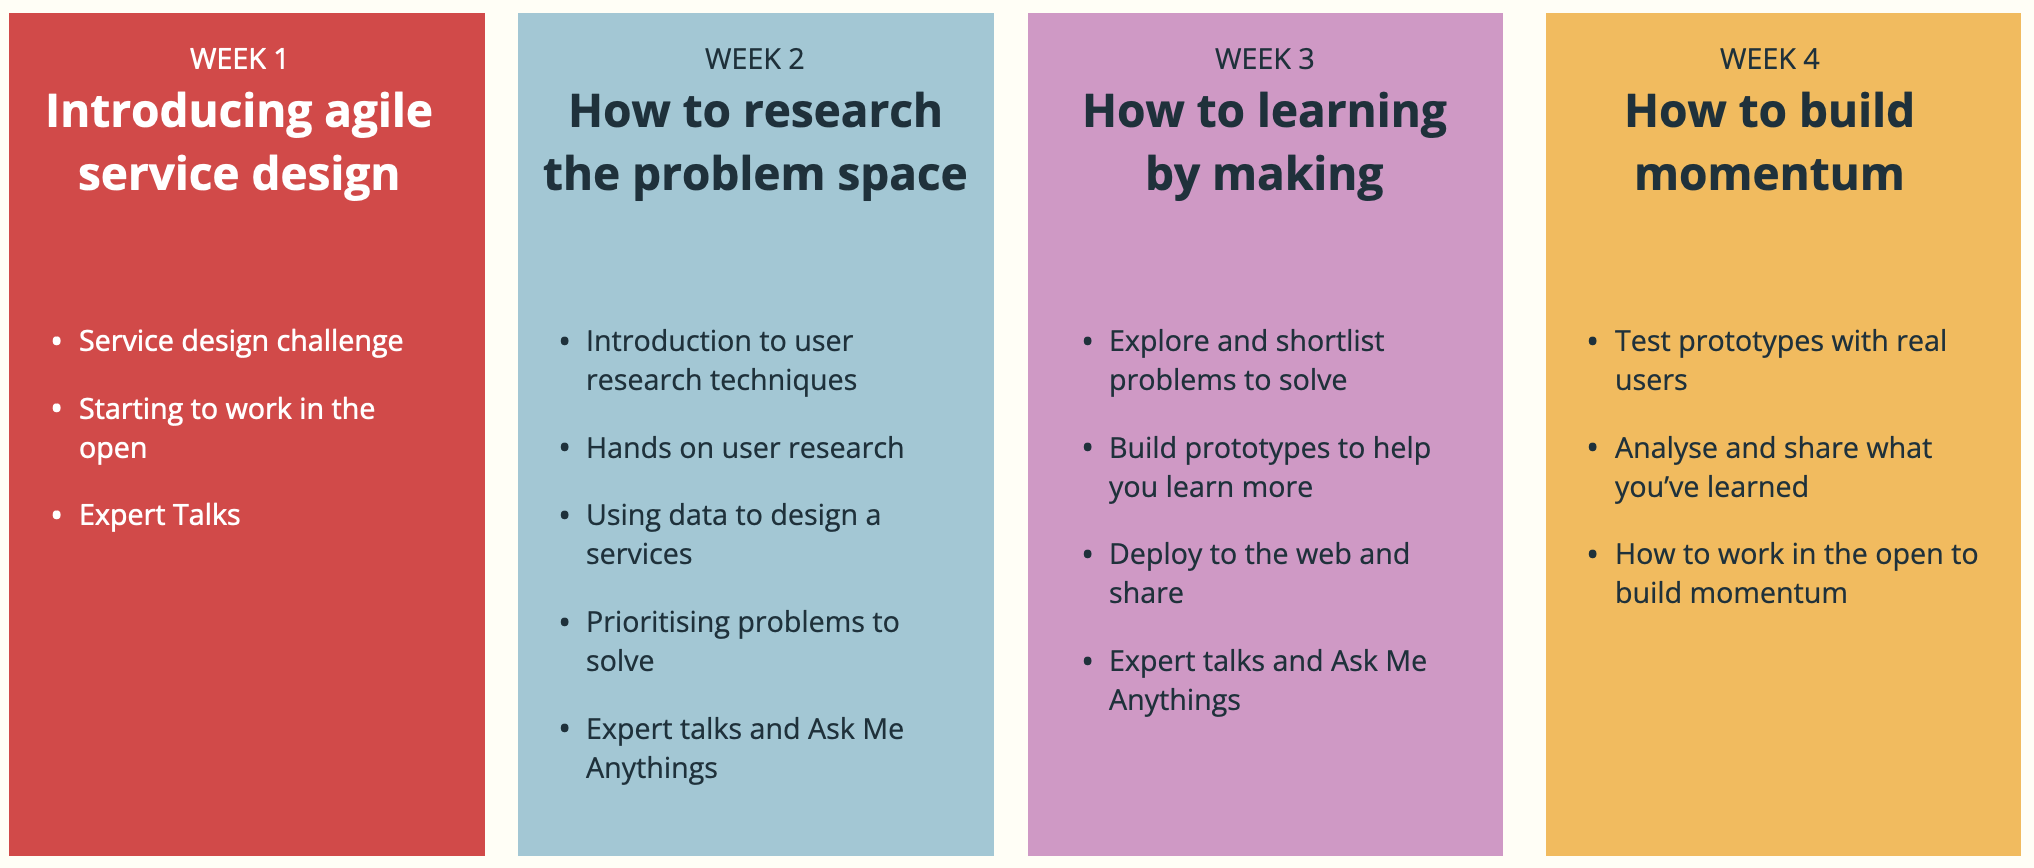 WEEK 1
Introducing agile
service design
• Service design challenge
• Starting to work in the
open
• Expert Talks
WEEK 2
How to research
the problem space
• Introduction to user
research techniques
• Hands on user research
• Using data to design a
services
• Prioritising problems to
solve
• Expert talks and Ask Me
Anythings
WEEK 3
How to learning
by making
• Explore and shortlist
problems to solve
• Build prototypes to help
you learn more
• Deploy to the web and
share
• Expert talks and Ask Me
Anythings
WEEK 4
How to build
momentum
• Test prototypes with real
users
• Analyse and share what
you’ve learned
• How to work in the open to
build momentum